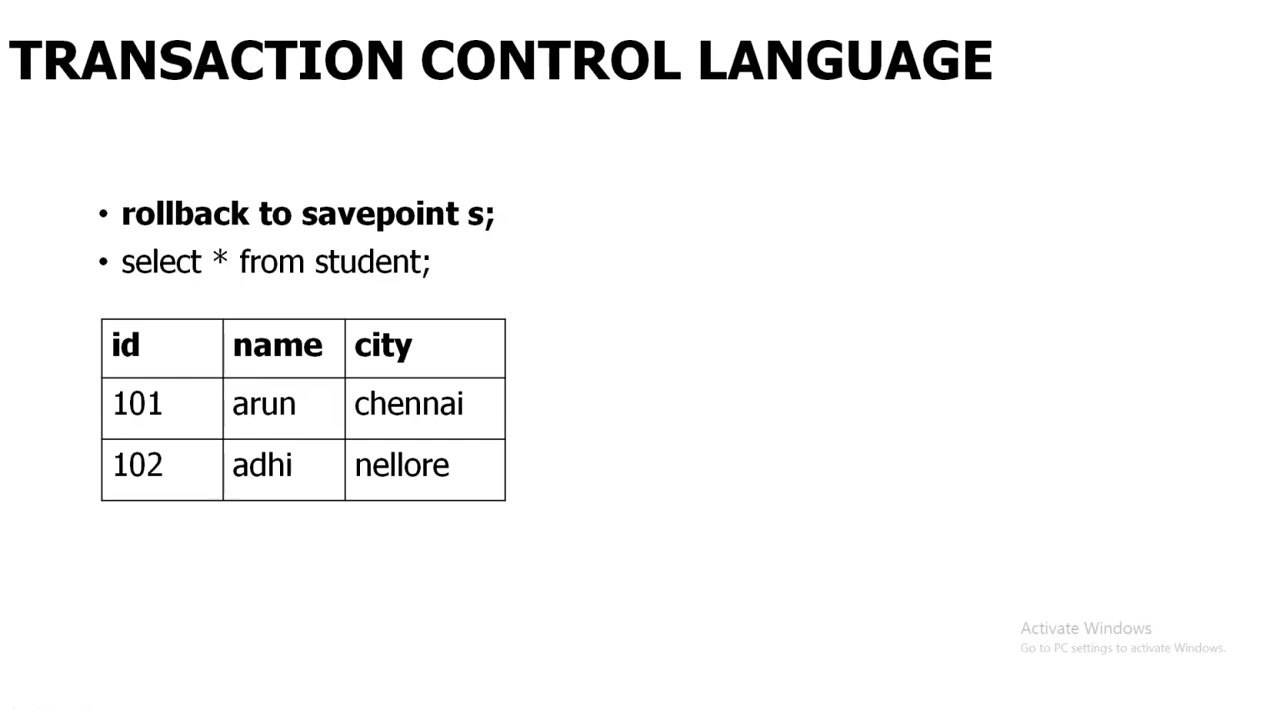 TRANSACTION CONTROL LANGUAGE
• rollback to savepoint s;
• select * from student;
id name city
101 arun chennai
102 adhi nellore
Activate Windows
Go to PC settings to activate Windows.